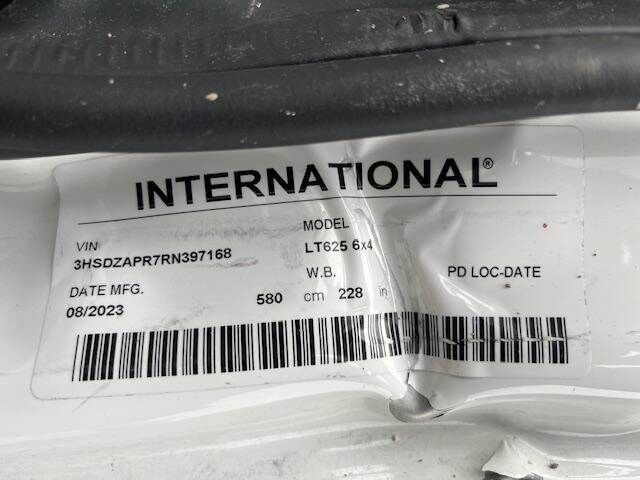 INTERNATIONAL®
VIN MODEL
3HSDZAPR7RN397168 LT625 6x4
DATE MFG. W.B. PD LOC-DATE
08/2023 580 cm 228 in